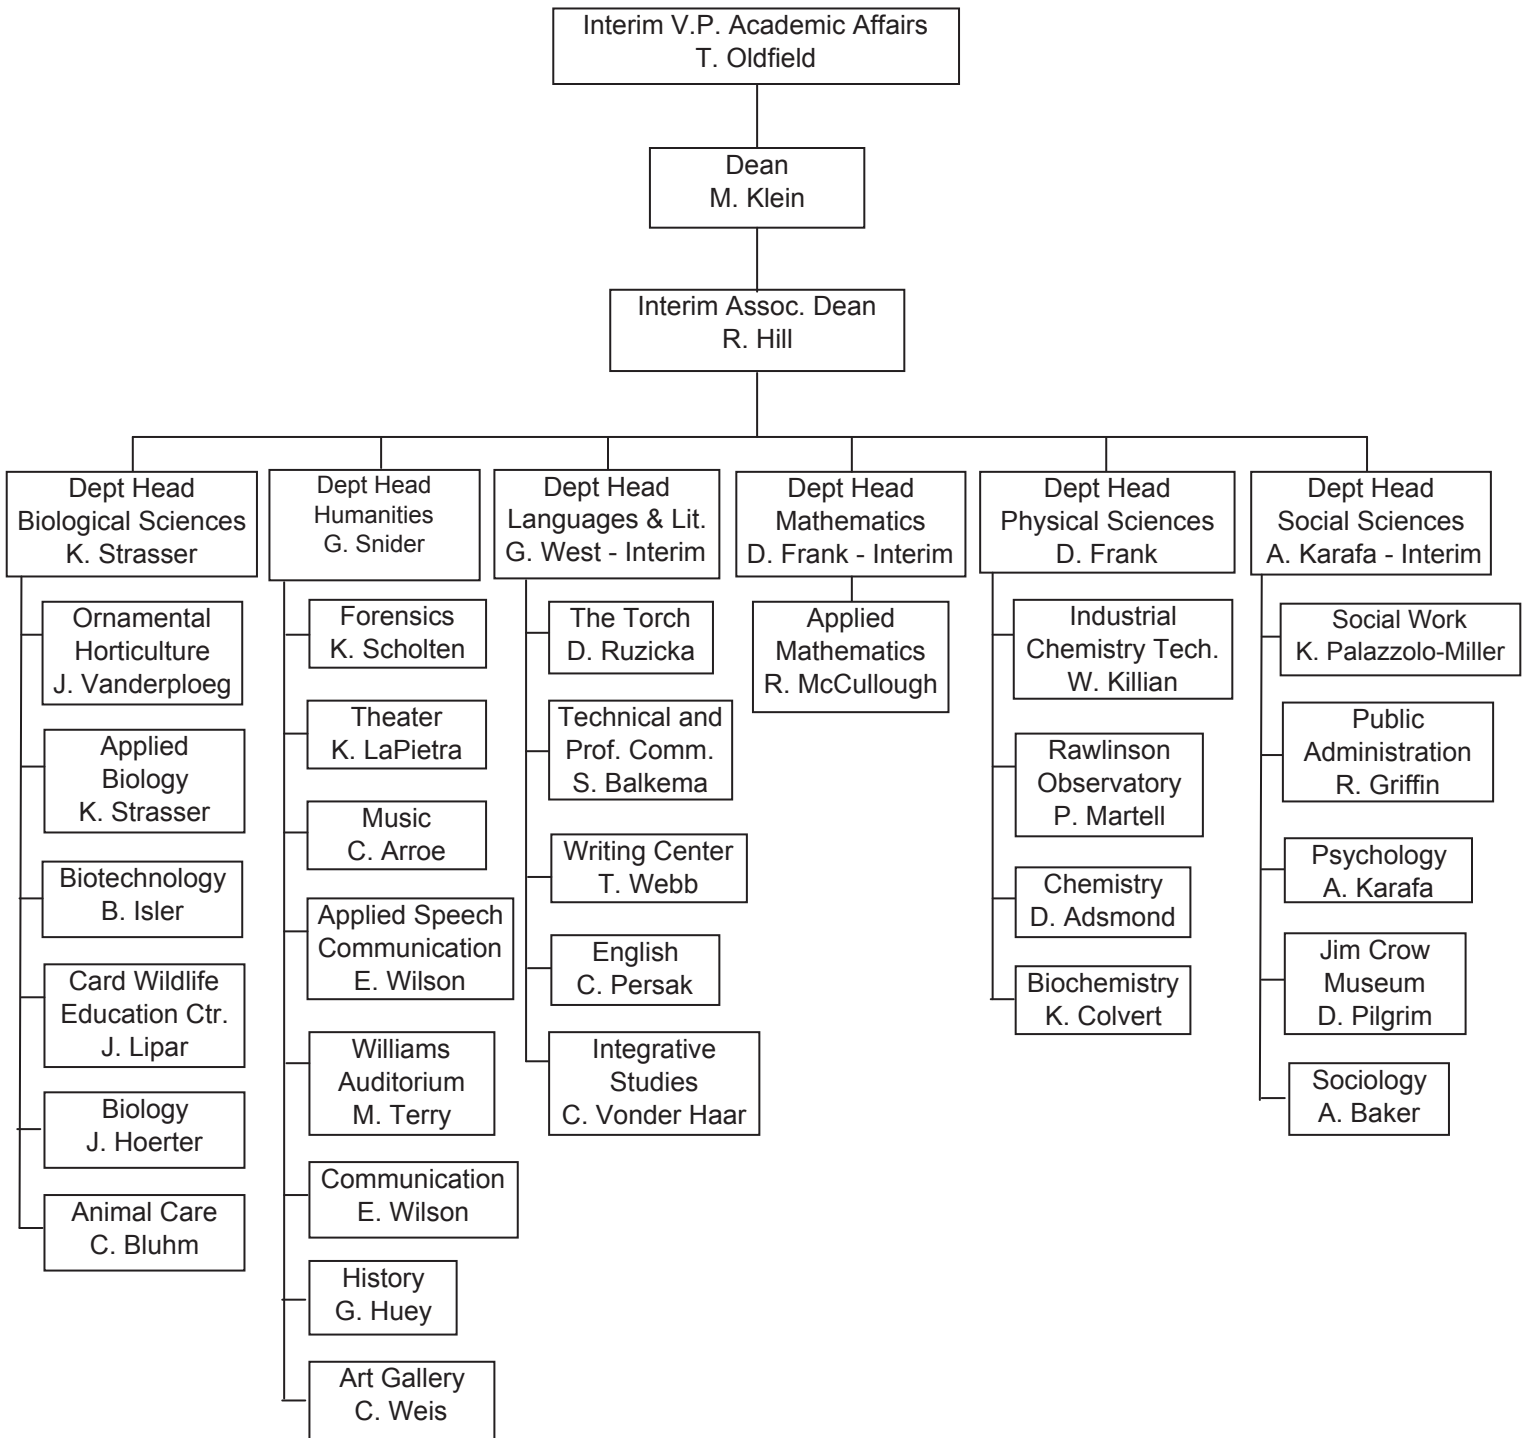 Interim V.P. Academic Affairs
T. Oldfield
Dean
M. Klein
Interim Assoc. Dean
R. Hill
Dept Head
Biological Sciences
K. Strasser
Dept Head
Humanities
G. Snider
Dept Head
Languages & Lit.
G. West - Interim
Dept Head
Mathematics
D. Frank - Interim
Dept Head
Physical Sciences
D. Frank
Dept Head
Social Sciences
A. Karafa - Interim
Ornamental
Horticulture
J. Vanderploeg
Applied
Biology
K. Strasser
Biotechnology
B. Isler
Card Wildlife
Education Ctr.
J. Lipar
Biology
J. Hoerter
Animal Care
C. Bluhm
Forensics
K. Scholten
Theater
K. LaPietra
Music
C. Arroe
Applied Speech
Communication
E. Wilson
Williams
Auditorium
M. Terry
Communication
E. Wilson
History
G. Huey
Art Gallery
C. Weis
The Torch
D. Ruzicka
Technical and
Prof. Comm.
S. Balkema
Writing Center
T. Webb
English
C. Persak
Integrative
Studies
C. Vonder Haar
Applied
Mathematics
R. McCullough
Industrial
Chemistry Tech.
W. Killian
Rawlinson
Observatory
P. Martell
Chemistry
D. Adsmond
Biochemistry
K. Colvert
Social Work
K. Palazzolo-Miller
Public
Administration
R. Griffin
Psychology
A. Karafa
Jim Crow
Museum
D. Pilgrim
Sociology
A. Baker